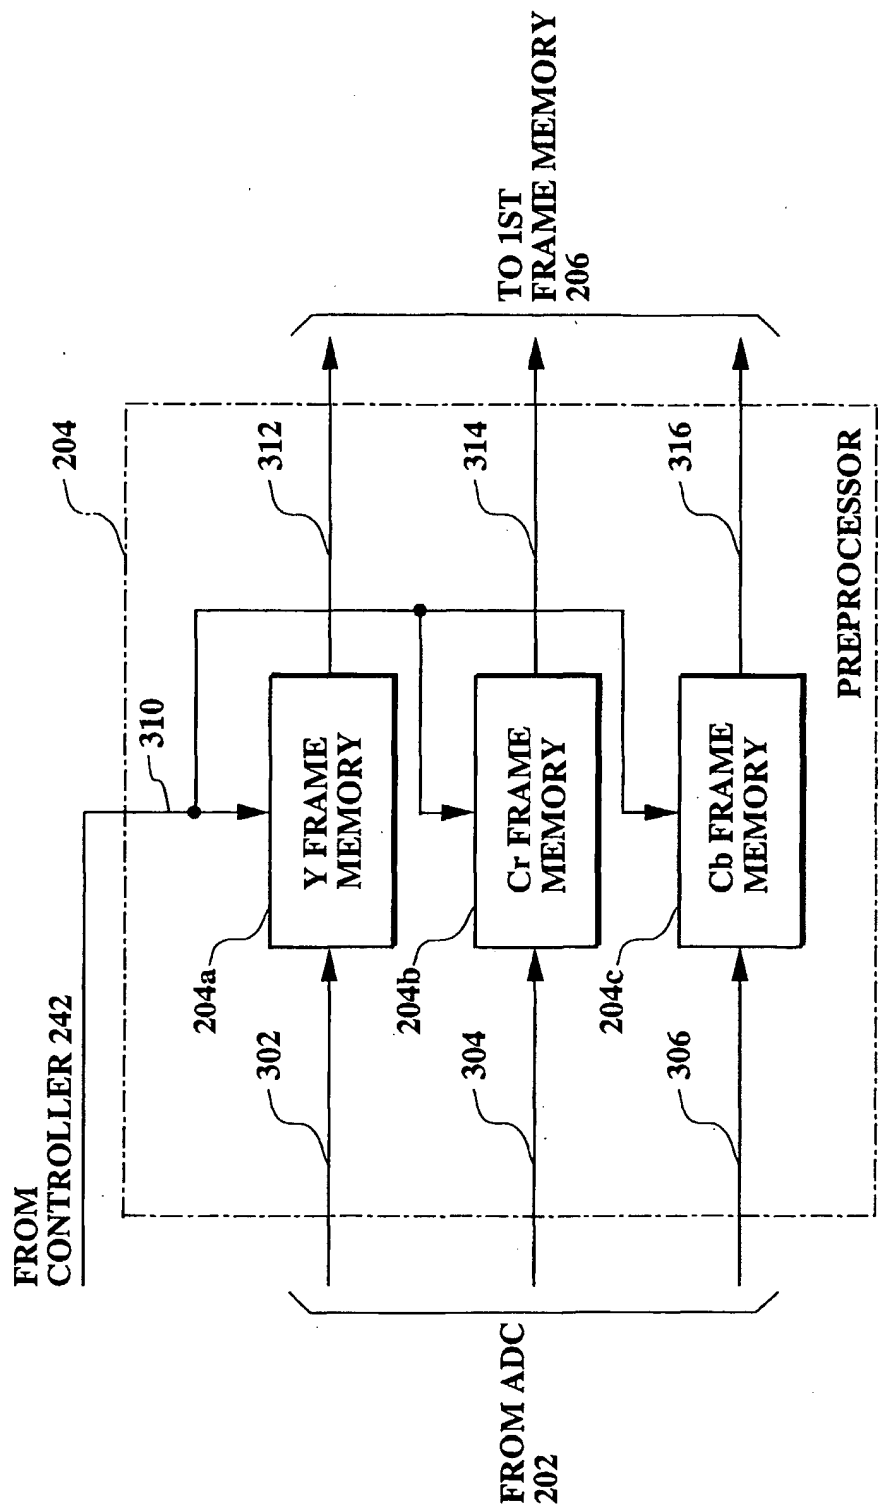 FROM
CONTROLLER 242
310
204
204a
Y FRAME
MEMORY
302
312
204b
Cr FRAME
MEMORY
304
314
204c
Cb FRAME
MEMORY
306
316
FROM ADC
202
TO 1ST
FRAME MEMORY
206
PREPROCESSOR